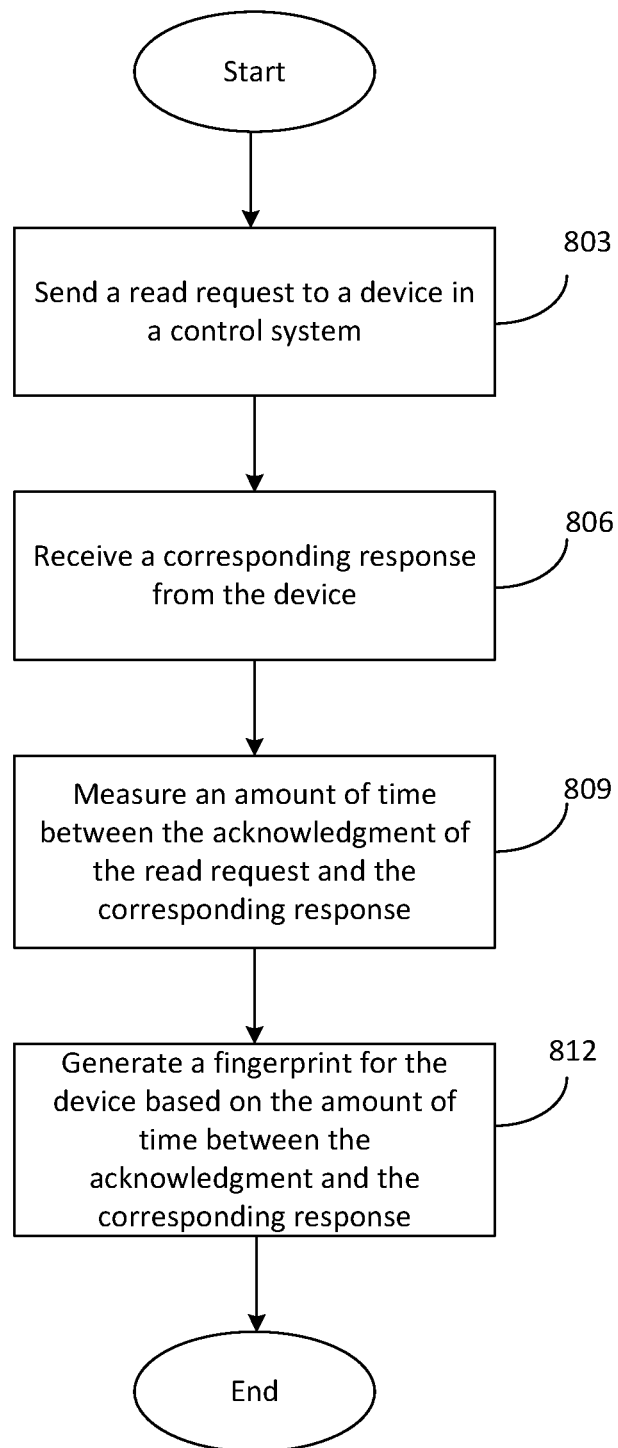 Start
803
Send a read request to a device in
a control system
806
Receive a corresponding response
from the device
809
Measure an amount of time
between the acknowledgment of
the read request and the
corresponding response
812
Generate a fingerprint for the
device based on the amount of
time between the
acknowledgment and the
corresponding response
End